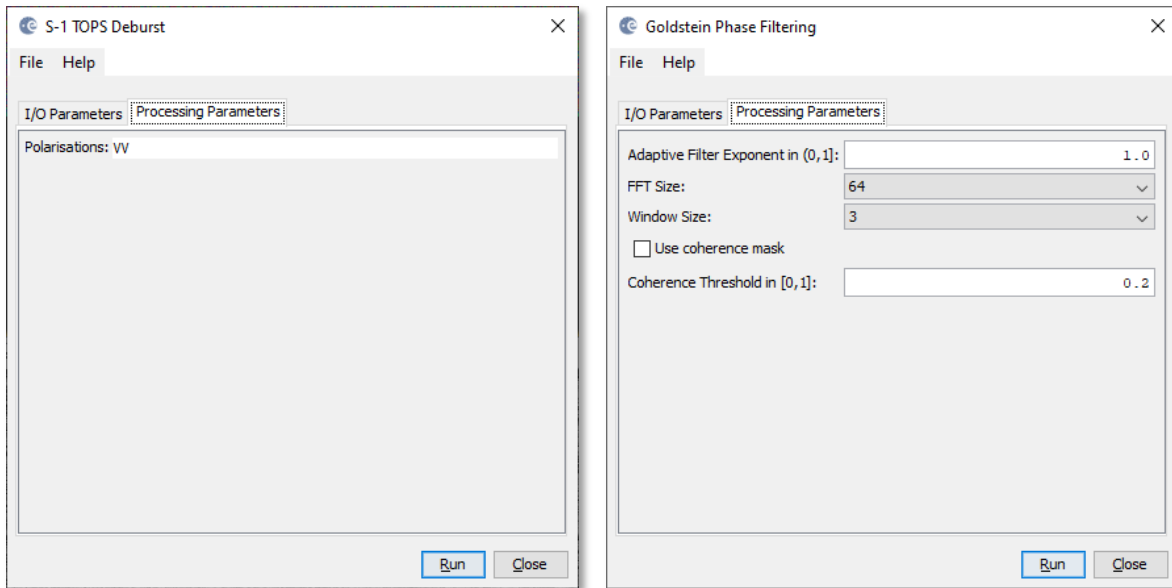 S-1 TOPS Deburst
File Help
I/O Parameters Processing Parameters
Polarisations: VV
Run Close
Goldstein Phase Filtering
File Help
I/O Parameters Processing Parameters
Adaptive Filter Exponent in (0,1]: 1.0
FFT Size: 64
Window Size: 3
Use coherence mask
Coherence Threshold in [0,1]: 0.2
Run Close